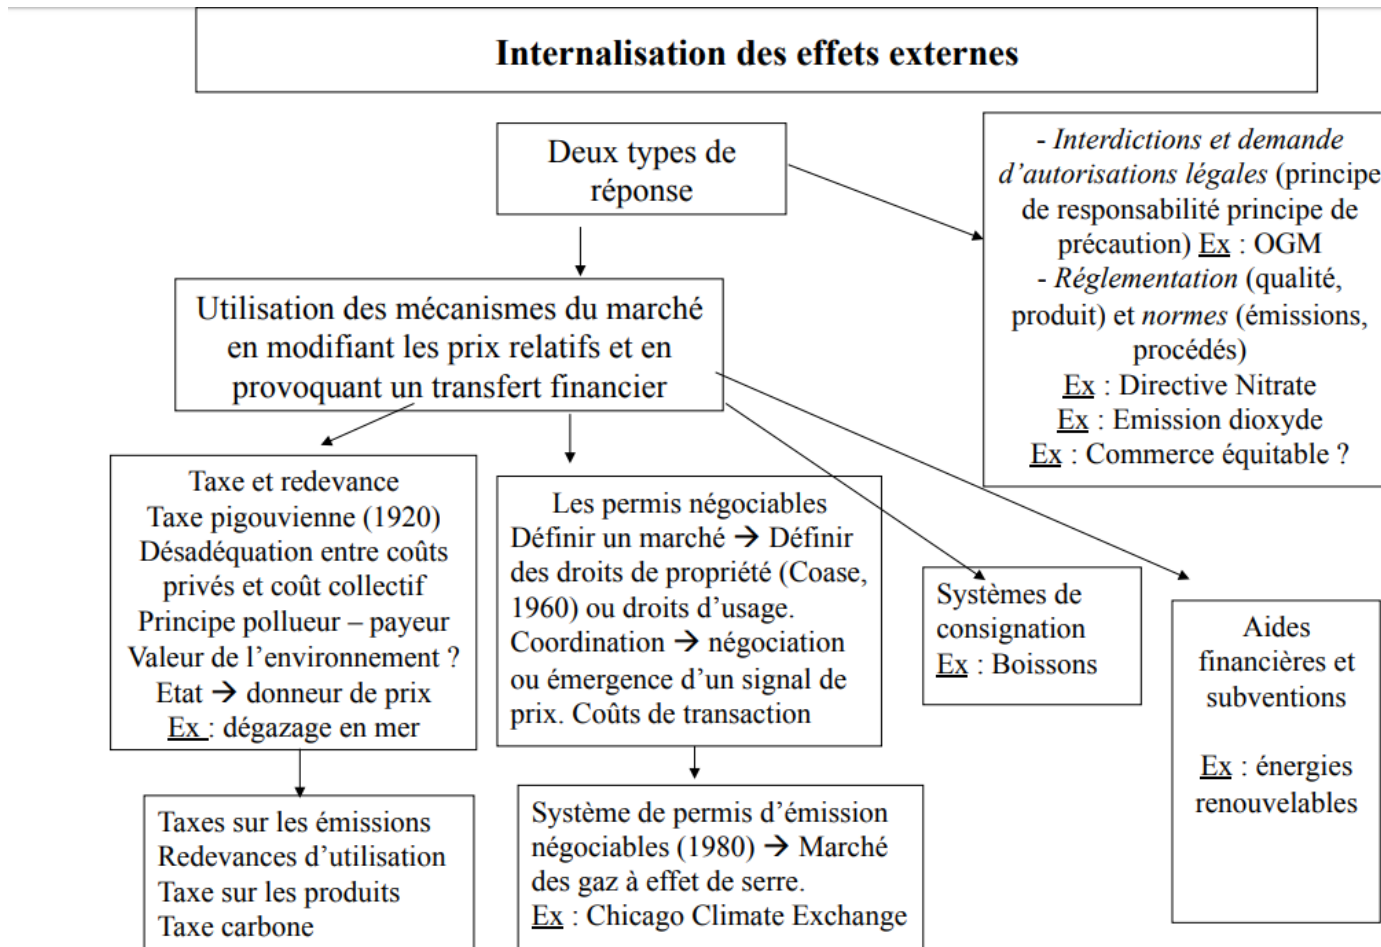 Internalisation des effets externes
Deux types de
réponse
- Interdictions et demande
d’autorisations légales (principe
de responsabilité principe de
précaution) Ex : OGM
- Réglementation (qualité,
produit) et normes (émissions,
procédés)
Ex : Directive Nitrate
Ex : Emission dioxyde
Ex : Commerce équitable ?
Utilisation des mécanismes du marché
en modifiant les prix relatifs et en
provoquant un transfert financier
Taxe et redevance
Taxe pigouvienne (1920)
Désadéquation entre coûts
privés et coût collectif
Principe pollueur – payeur
Valeur de l’environnement ?
Etat → donneur de prix
Ex : dégazage en mer
Les permis négociables
Définir un marché → Définir
des droits de propriété (Coase,
1960) ou droits d’usage.
Coordination → négociation
ou émergence d’un signal de
prix. Coûts de transaction
Systèmes de
consignation
Ex : Boissons
Aides
financières et
subventions
Ex : énergies
renouvelables
Taxes sur les émissions
Redevances d’utilisation
Taxe sur les produits
Taxe carbone
Système de permis d’émission
négociables (1980) → Marché
des gaz à effet de serre.
Ex : Chicago Climate Exchange